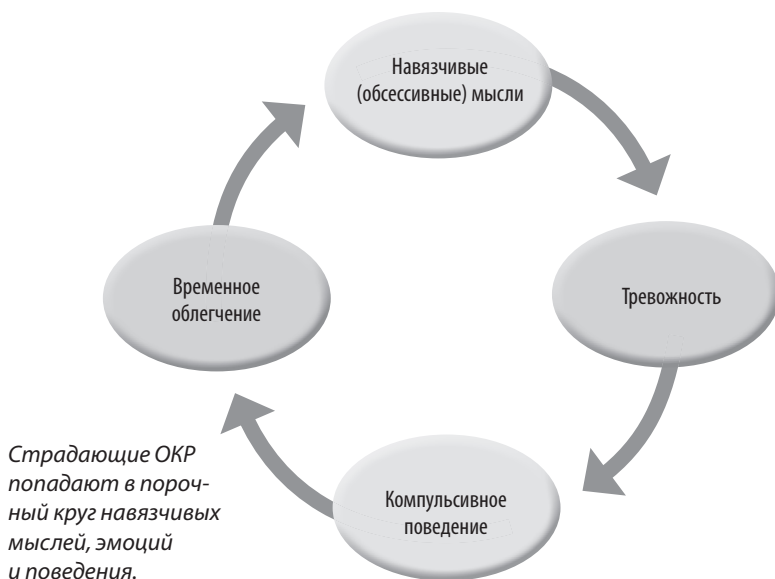 Навязчивые
(обсессивные) мысли
Тревожность
Компульсивное
поведение
Временное
облегчение
Страдающие ОКР
попадают в пороч-
ный круг навязчивых
мыслей, эмоций
и поведения.